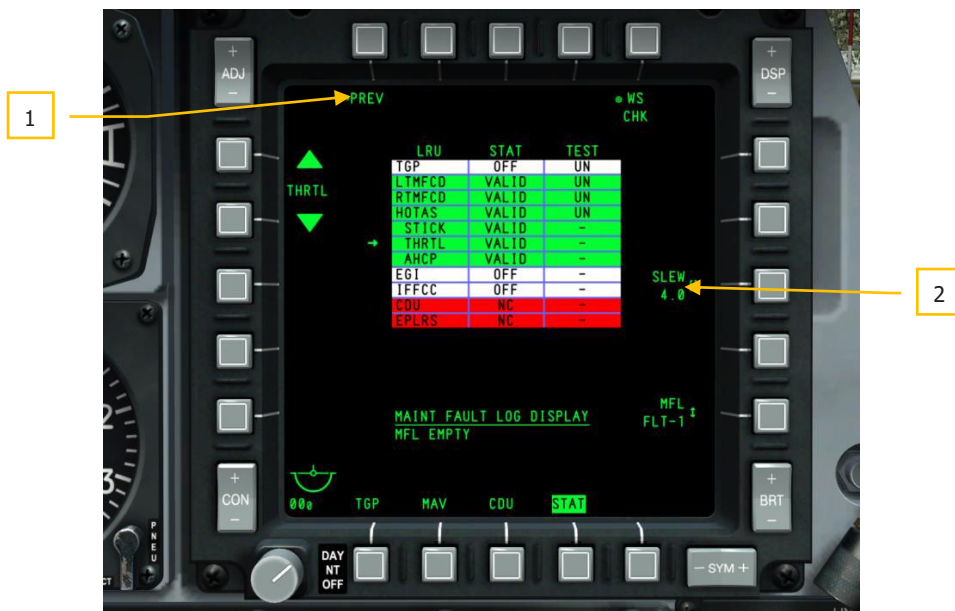 +
ADJ
-
+
DSP
-
1
PREV
WS
CHK
LRU STAT TEST
TGP OFF UN
LTMFCD VALID UN
RTMFCD VALID UN
HOTAS VALID UN
STICK VALID -
→ THRTL VALID -
AHCP VALID -
EGI OFF -
IFFCC OFF -
CDU NC -
EPLRS NC -
THRTL
SLEW
4.0
2
MAINT FAULT LOG DISPLAY
MFL EMPTY
MFL
FLT-1
+
CON
-
+
BRT
-
TGP MAV CDU STAT
DAY
NT
OFF
- SYM +
PNEU